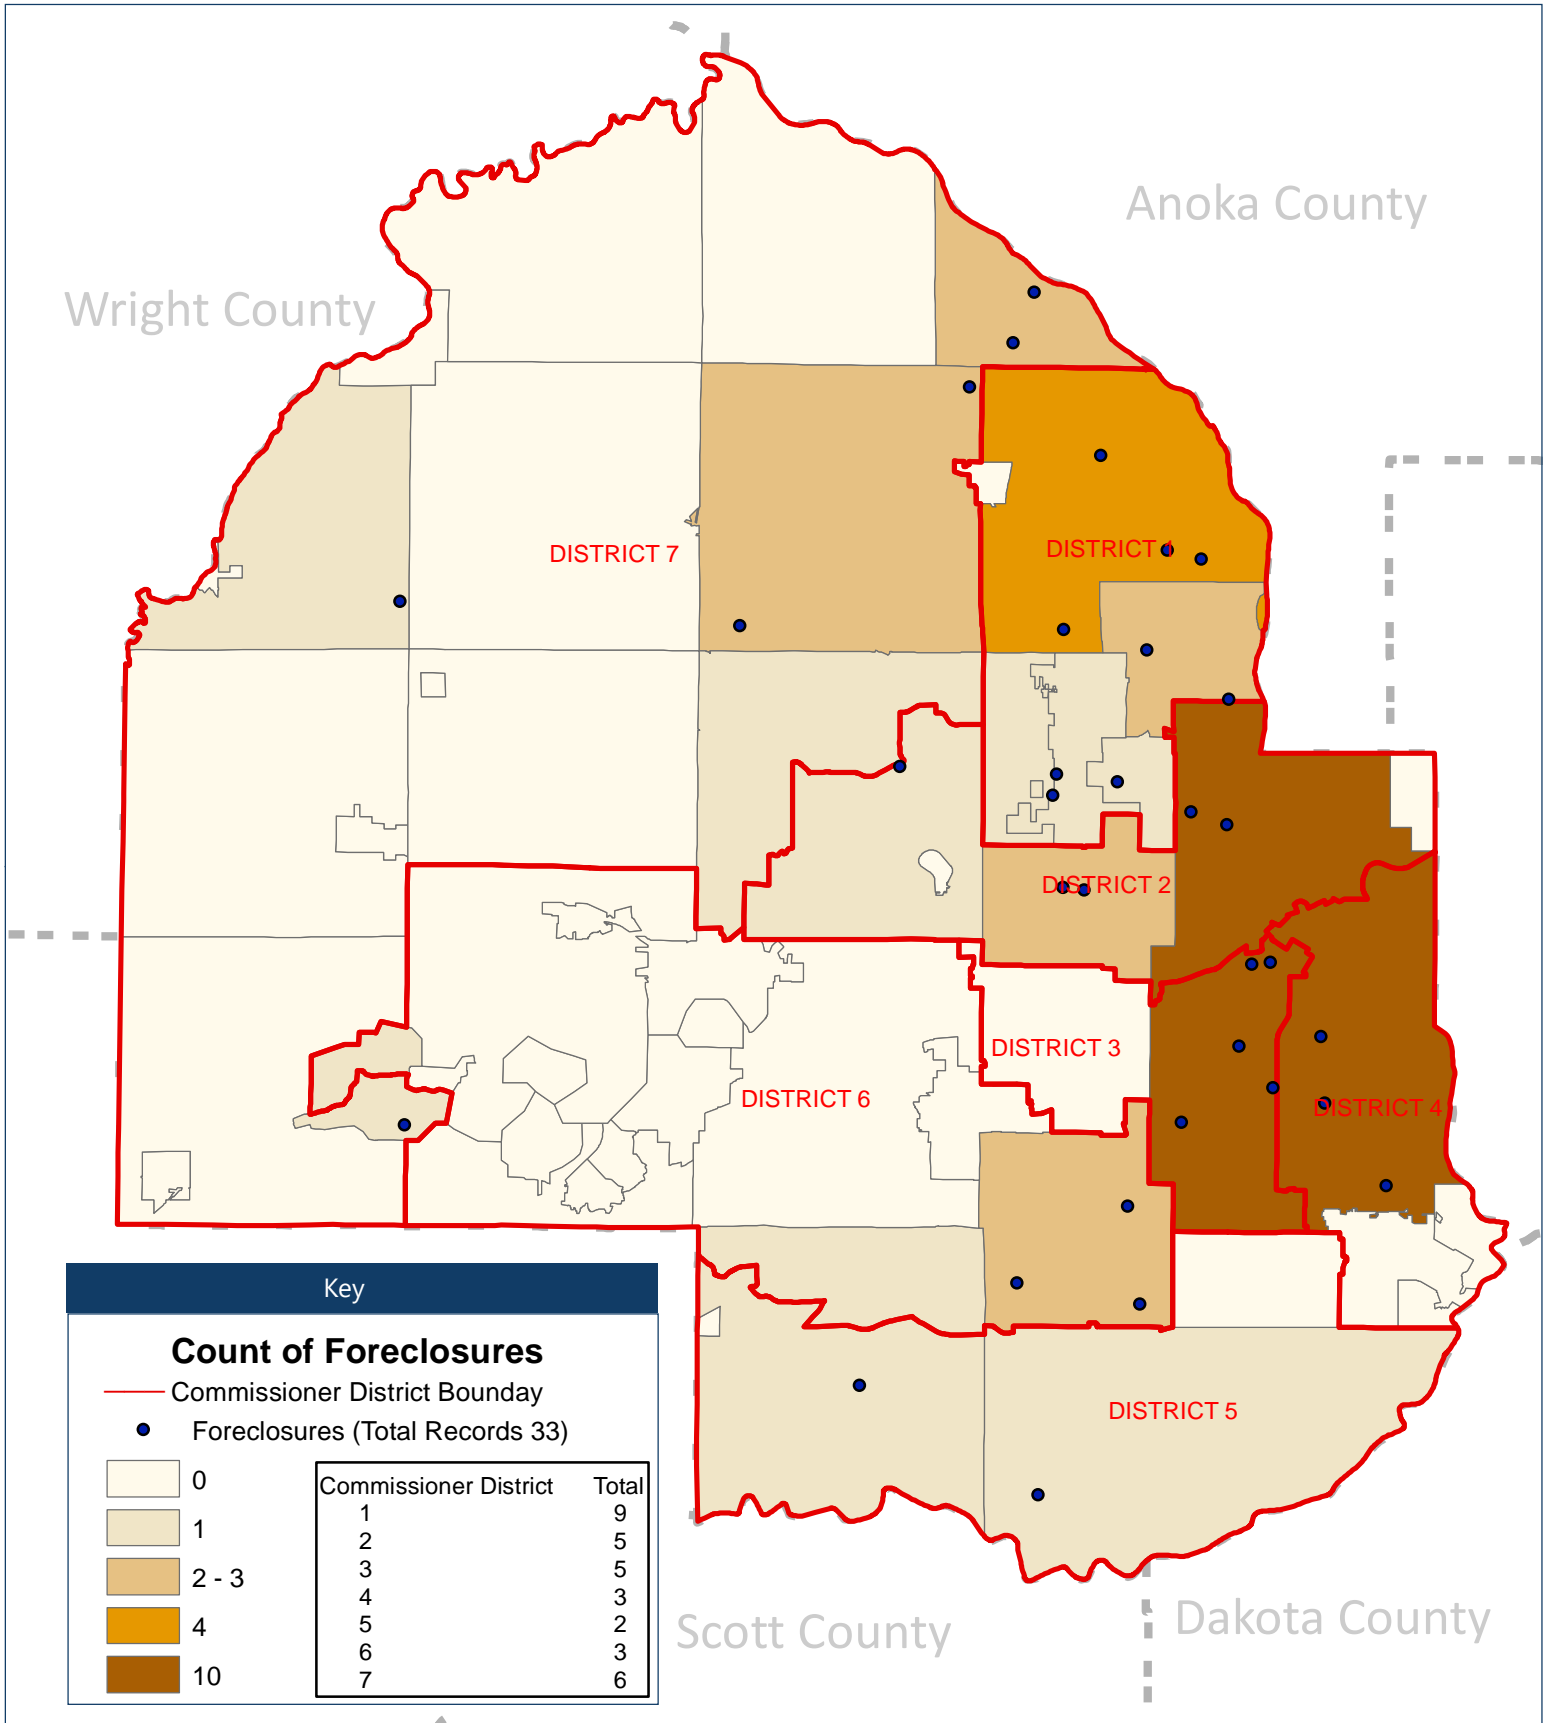 Anoka County
Wright County
DISTRICT 7
DISTRICT 1
DISTRICT 2
DISTRICT 3
DISTRICT 6
DISTRICT 4
DISTRICT 5
Key
Count of Foreclosures
Commissioner District Bounday
Foreclosures (Total Records 33)
0
1
2 - 3
4
10
Commissioner District Total
1 9
2 5
3 5
4 3
5 2
6 3
7 6
Scott County
Dakota County